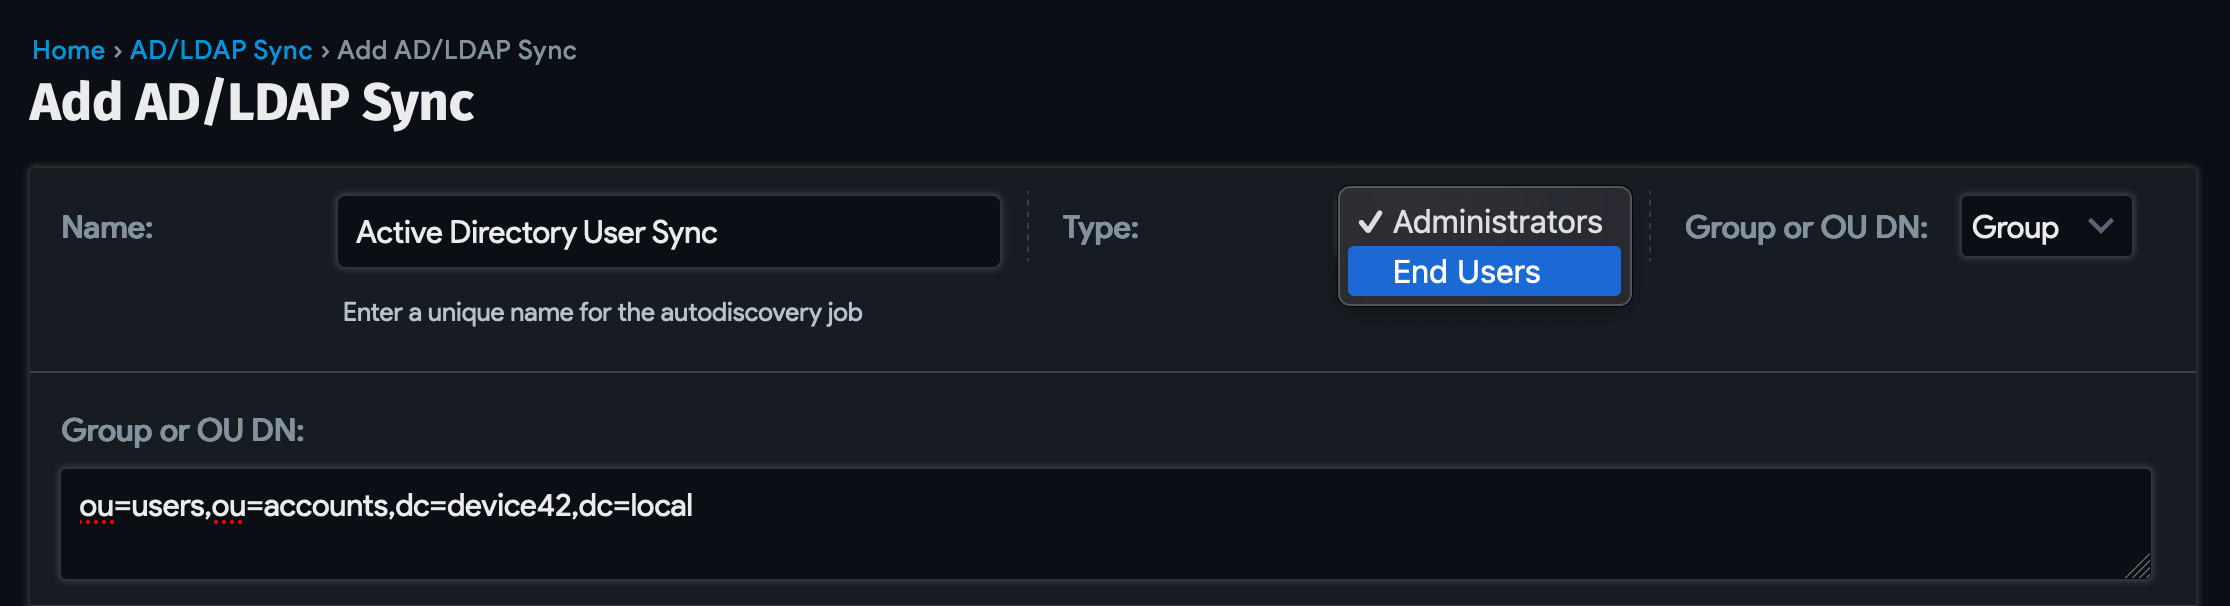 Home › AD/LDAP Sync › Add AD/LDAP Sync
Add AD/LDAP Sync
Name:
Active Directory User Sync
Enter a unique name for the autodiscovery job
Type:
✓ Administrators
End Users
Group or OU DN:
Group
Group or OU DN:
ou=users,ou=accounts,dc=device42,dc=local